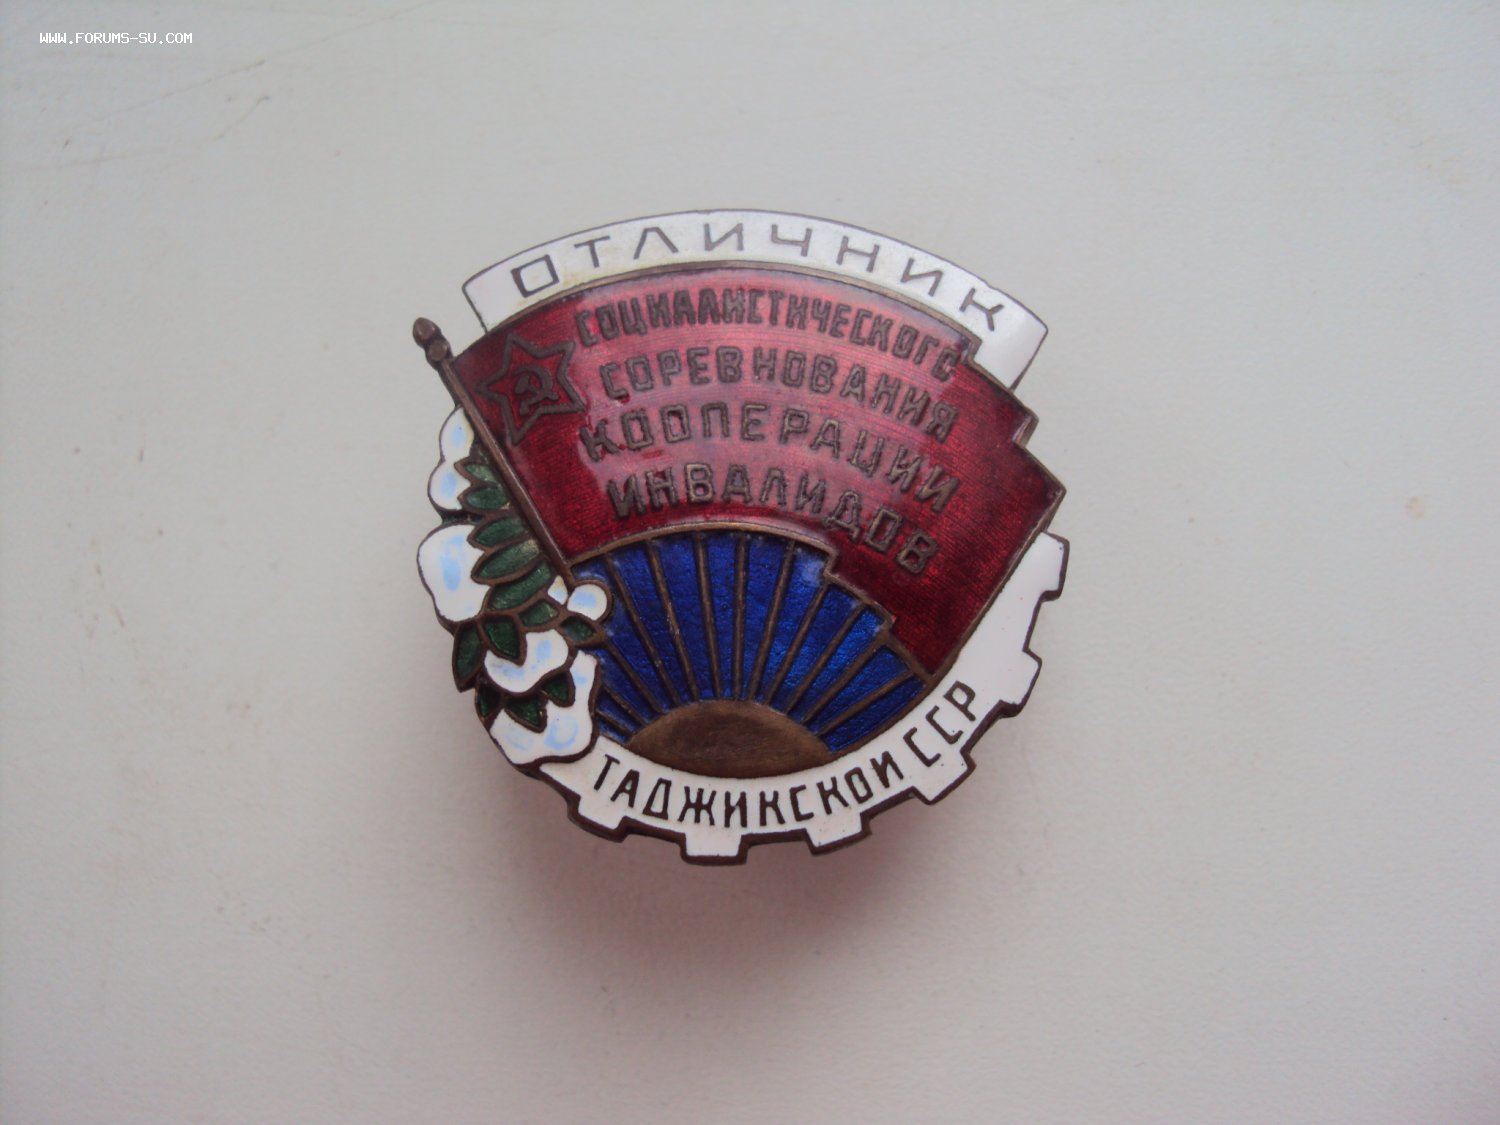 WWW.FORUMS-SU.COM
ОТЛИЧНИК
СОЦИАЛИСТИЧЕСКОГО
СОРЕВНОВАНИЯ
КООПЕРАЦИИ
ИНВАЛИДОВ
ТАДЖИКСКОЙ ССР